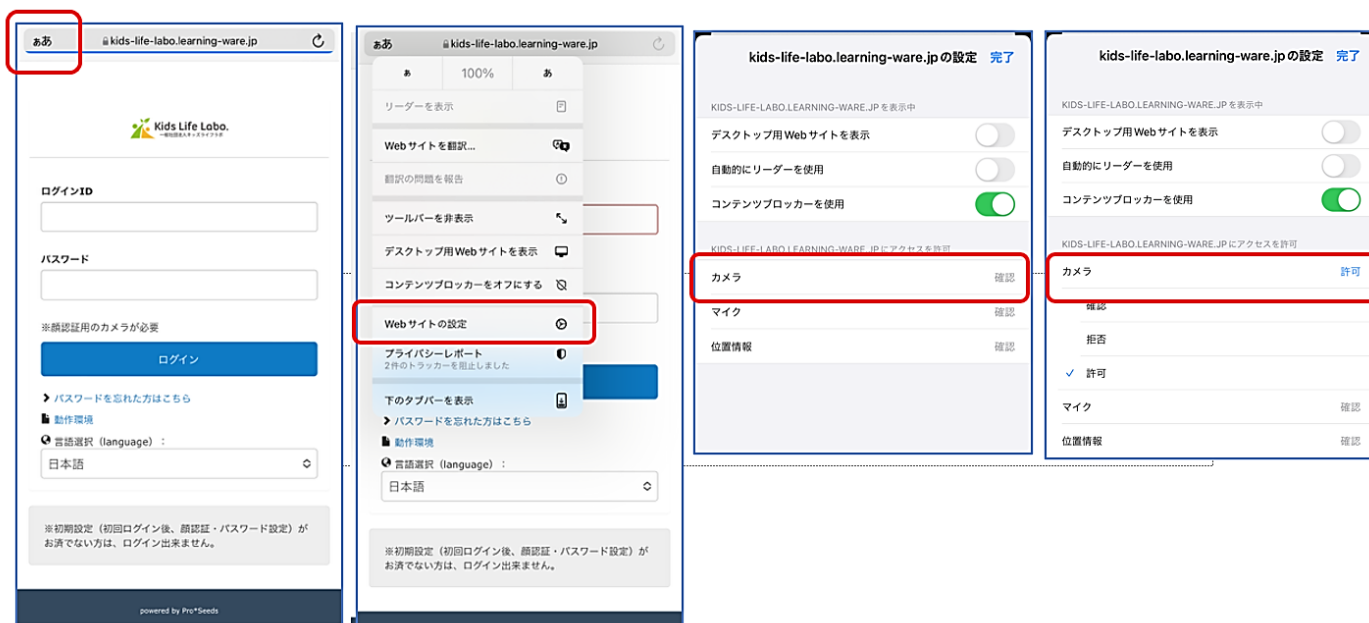 ぁあ
kids-life-labo.learning-ware.jp
Kids Life Labo.
一般社団法人キッズライフラボ
ログインID
パスワード
※顔認証用のカメラが必要
ログイン
パスワードを忘れた方はこちら
動作環境
言語選択（language）：
日本語
※初期設定（初回ログイン後、顔認証・パスワード設定）が
お済でない方は、ログイン出来ません。
powered by Pro*Seeds
ぁあ
kids-life-labo.learning-ware.jp
あ 100% あ
リーダーを表示
Webサイトを翻訳...
翻訳の問題を報告
ツールバーを非表示
デスクトップ用Webサイトを表示
コンテンツブロッカーをオフにする
Webサイトの設定
プライバシーレポート
2件のトラッカーを阻止しました
下のタブバーを表示
パスワードを忘れた方はこちら
動作環境
言語選択（language）：
日本語
※初期設定（初回ログイン後、顔認証・パスワード設定）が
お済でない方は、ログイン出来ません。
kids-life-labo.learning-ware.jpの設定 完了
KIDS-LIFE-LABO.LEARNING-WARE.JPを表示中
デスクトップ用Webサイトを表示
自動的にリーダーを使用
コンテンツブロッカーを使用
KIDS-LIFE-LABO.LEARNING-WARE.JPにアクセスを許可
カメラ 確認
マイク 確認
位置情報 確認
kids-life-labo.learning-ware.jpの設定 完了
KIDS-LIFE-LABO.LEARNING-WARE.JPを表示中
デスクトップ用Webサイトを表示
自動的にリーダーを使用
コンテンツブロッカーを使用
KIDS-LIFE-LABO.LEARNING-WARE.JPにアクセスを許可
カメラ 許可
確認
拒否
許可
マイク 確認
位置情報 確認